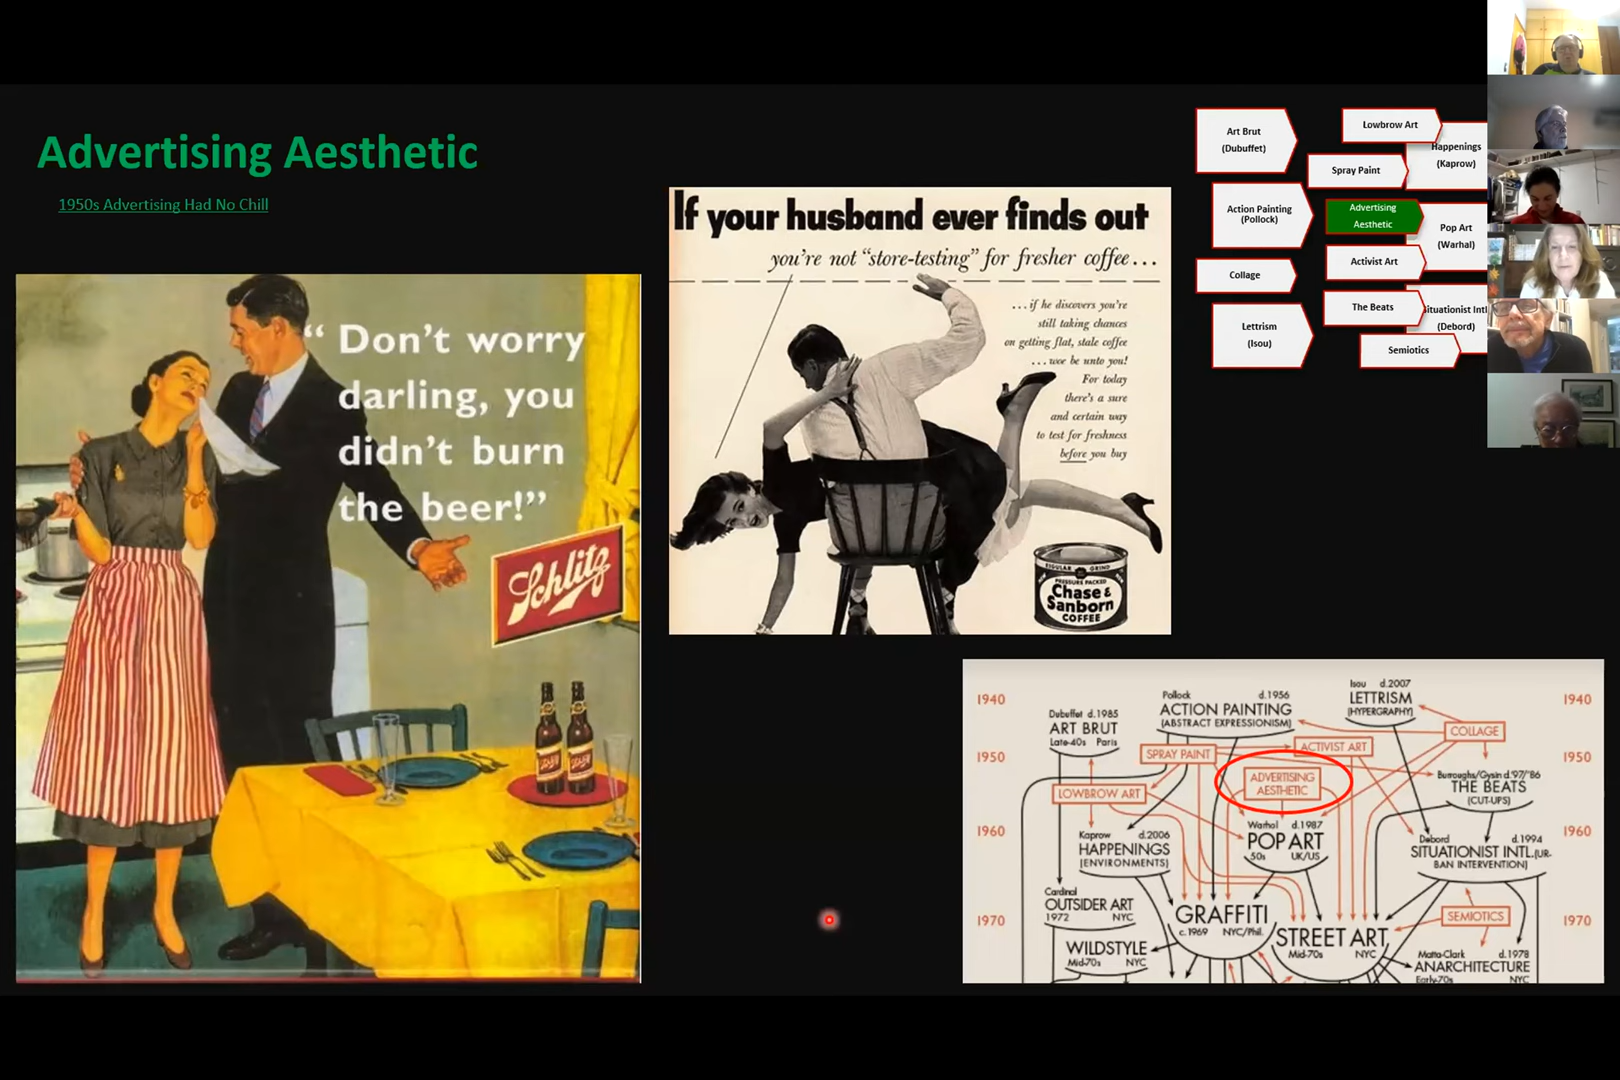 Advertising Aesthetic
1950s Advertising Had No Chill
“ Don’t worry
darling, you
didn’t burn
the beer!”
Schlitz
If your husband ever finds out
you’re not “store-testing” for fresher coffee...
...if he discovers you’re
still taking chances
on getting flat, stale coffee
...woe be unto you!
For today
there’s a sure
and certain way
to test for freshness
before you buy
REGULAR GRIND
PRESSURE PACKED
Chase &
Sanborn
COFFEE
Art Brut
(Dubuffet)
Lowbrow Art
Happenings
(Kaprow)
Spray Paint
Action Painting
(Pollock)
Advertising
Aesthetic
Pop Art
(Warhal)
Activist Art
Collage
The Beats
Situationist Intl
(Debord)
Lettrism
(Isou)
Semiotics
1940
1950
1960
1970
Dubuffet d.1985
ART BRUT
Late-40s Paris
Pollock d.1956
ACTION PAINTING
(ABSTRACT EXPRESSIONISM)
Isou d.2007
LETTRISM
(HYPERGRAPHY)
COLLAGE
SPRAY PAINT
ACTIVIST ART
ADVERTISING
AESTHETIC
LOWBROW ART
Burroughs/Gysin d.'97/'86
THE BEATS
(CUT-UPS)
Kaprow d.2006
HAPPENINGS
(ENVIRONMENTS)
Warhol d.1987
POP ART
50s UK/US
Debord d.1994
SITUATIONIST INTL.(UR-
BAN INTERVENTION)
Cardinal
OUTSIDER ART
1972 NYC
GRAFFITI
c.1969 NYC/Phil.
STREET ART
Mid-70s NYC
SEMIOTICS
WILDSTYLE
Mid-70s NYC
Matta-Clark d.1978
ANARCHITECTURE
Early-70s NYC
1940
1950
1960
1970